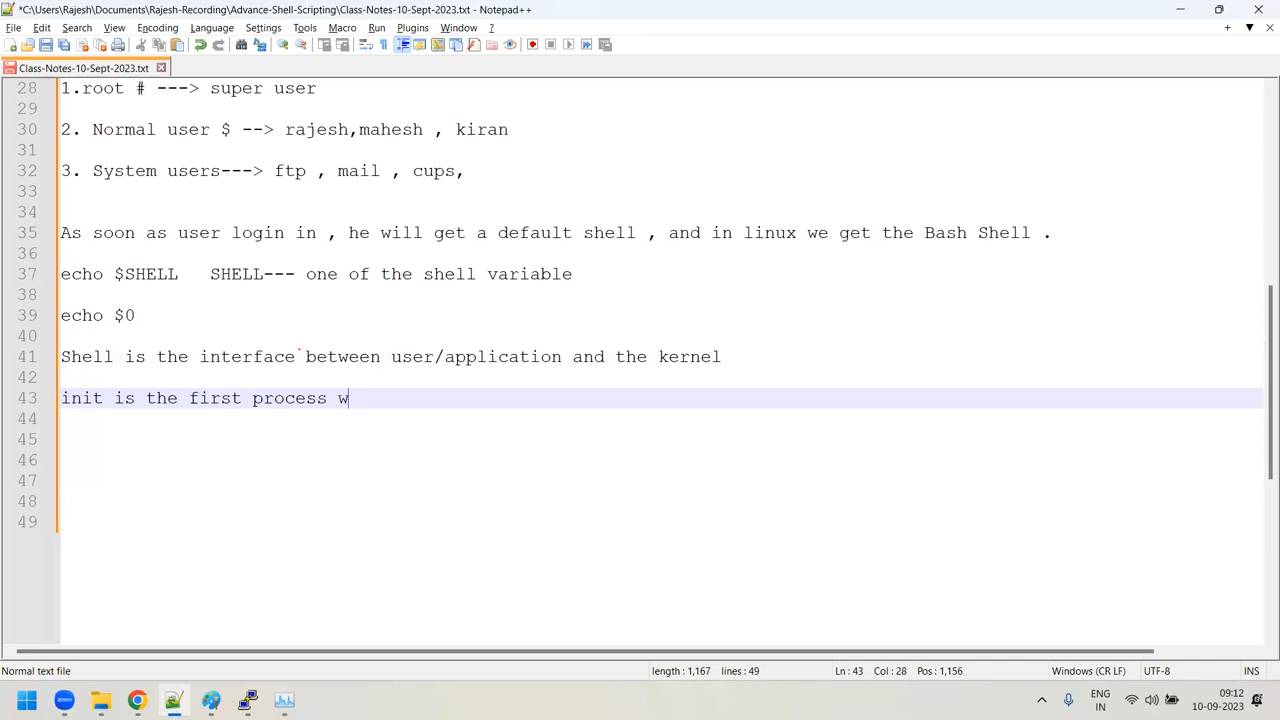 *C:\Users\Rajesh\Documents\Rajesh-Recording\Advance-Shell-Scripting\Class-Notes-10-Sept-2023.txt - Notepad++
File Edit Search View Encoding Language Settings Tools Macro Run Plugins Window ?
Class-Notes-10-Sept-2023.txt
28 1.root # ---> super user
29
30 2. Normal user $ --> rajesh,mahesh , kiran
31
32 3. System users---> ftp , mail , cups,
33
34
35 As soon as user login in , he will get a default shell , and in linux we get the Bash Shell .
36
37 echo $SHELL   SHELL--- one of the shell variable
38
39 echo $0
40
41 Shell is the interface between user/application and the kernel
42
43 init is the first process w
44
45
46
47
48
49
Normal text file length : 1,167 lines : 49 Ln : 43 Col : 28 Pos : 1,156 Windows (CR LF) UTF-8 INS
zoom ENG 09:12
IN 10-09-2023